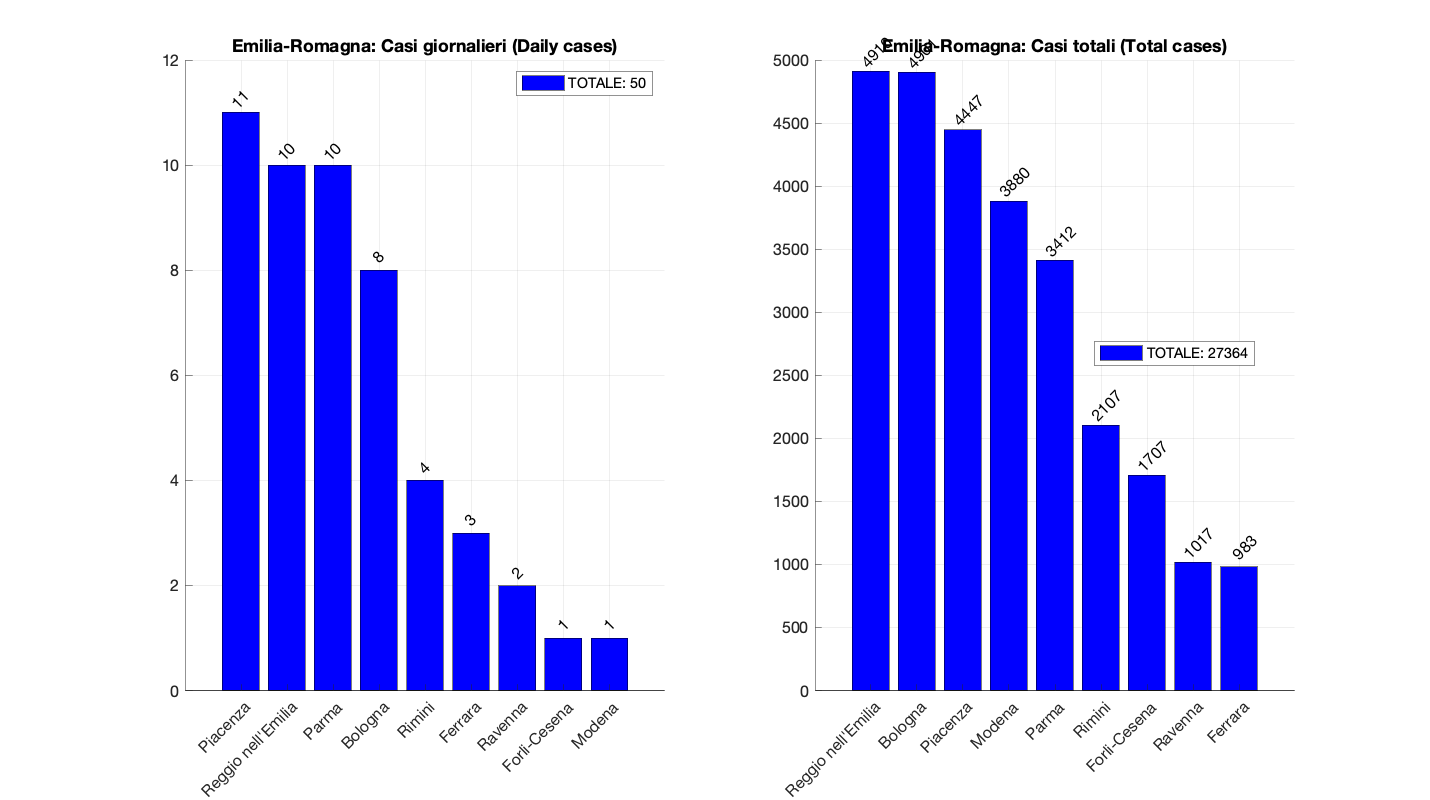 Emilia-Romagna: Casi giornalieri (Daily cases)
12
10
8
6
4
2
0
TOTALE: 50
11
10
10
8
4
3
2
1
1
Piacenza
Reggio nell'Emilia
Parma
Bologna
Rimini
Ferrara
Ravenna
Forlì-Cesena
Modena
Emilia-Romagna: Casi totali (Total cases)
5000
4500
4000
3500
3000
2500
2000
1500
1000
500
0
4447
3880
3412
TOTALE: 27364
2107
1707
1017
983
Reggio nell'Emilia
Bologna
Piacenza
Modena
Parma
Rimini
Forlì-Cesena
Ravenna
Ferrara